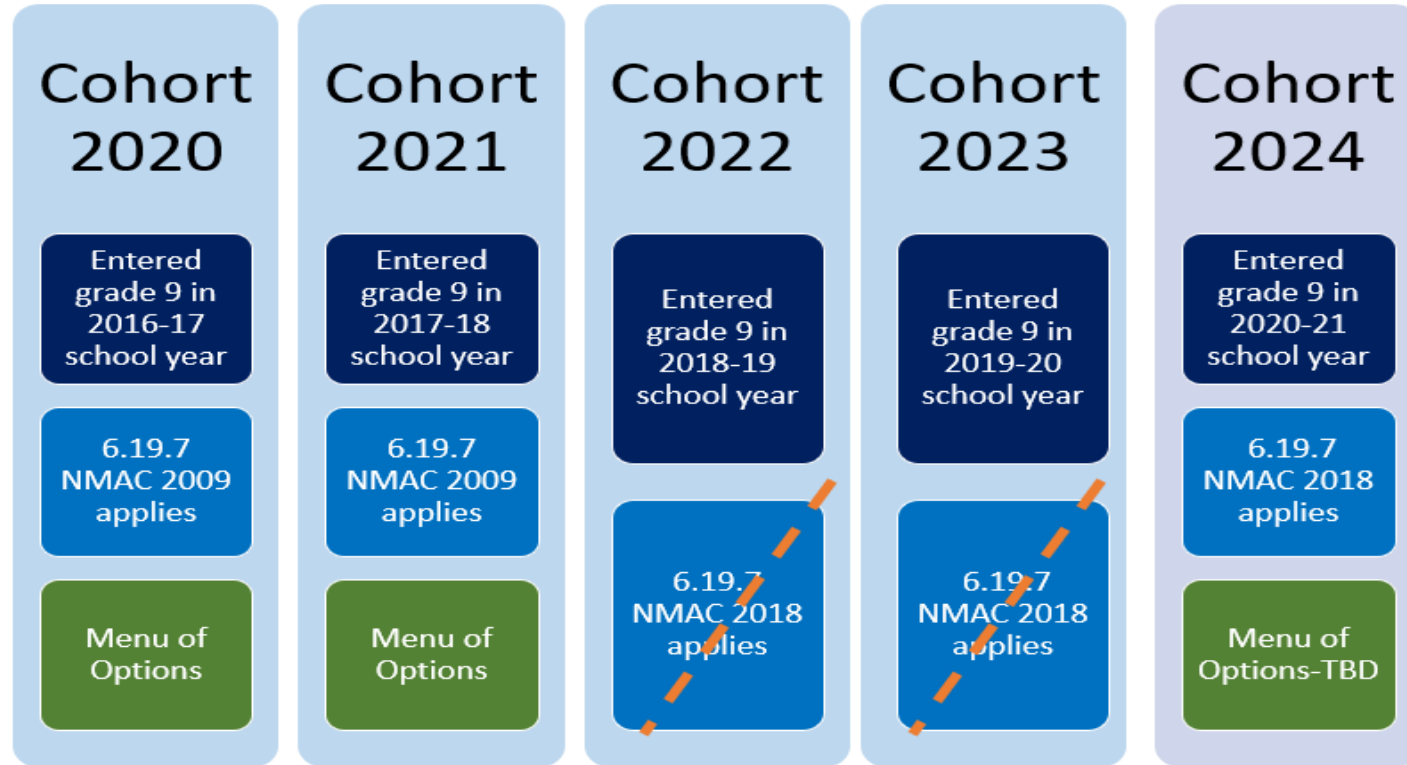 Cohort
2020
Entered
grade 9 in
2016-17
school year
6.19.7
NMAC 2009
applies
Menu of
Options
Cohort
2021
Entered
grade 9 in
2017-18
school year
6.19.7
NMAC 2009
applies
Menu of
Options
Cohort
2022
Entered
grade 9 in
2018-19
school year
6.19.7
NMAC 2018
applies
Cohort
2023
Entered
grade 9 in
2019-20
school year
6.19.7
NMAC 2018
applies
Cohort
2024
Entered
grade 9 in
2020-21
school year
6.19.7
NMAC 2018
applies
Menu of
Options-TBD